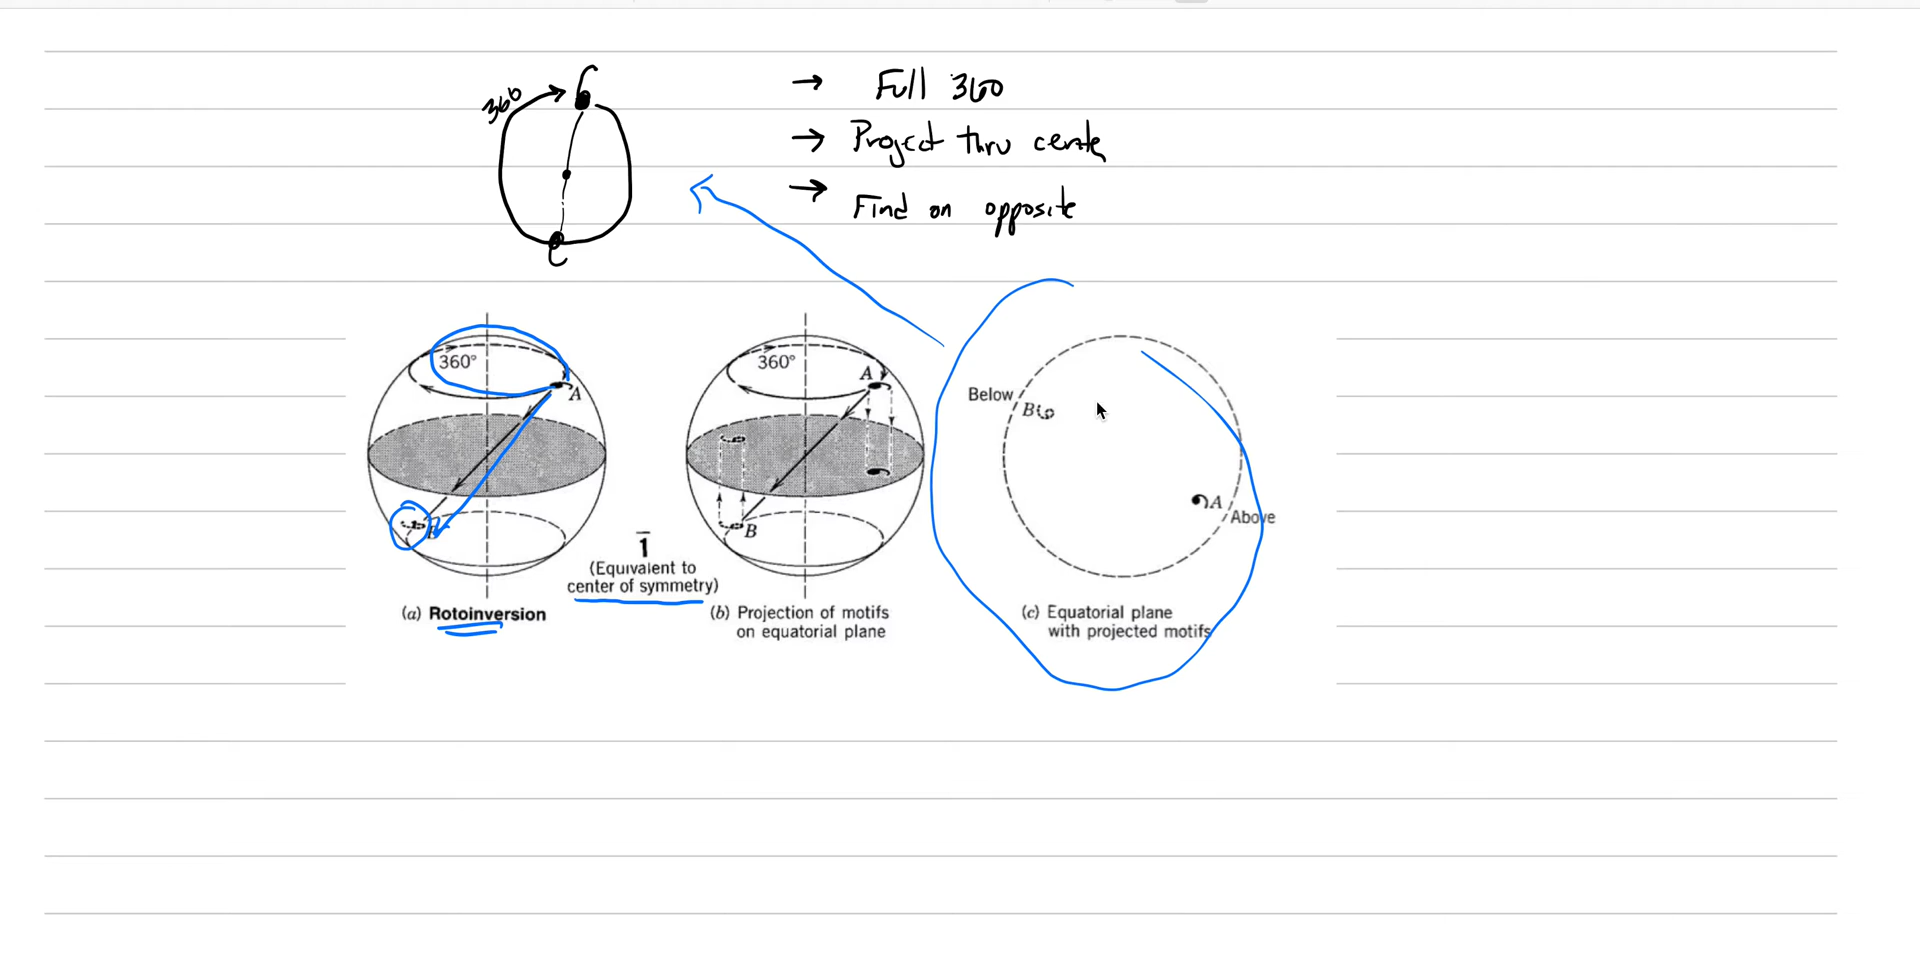 360
→ Full 360
→ Project thru cente
→ Find on opposite
360°
A
B
(a) Rotoinversion
1̅
(Equivalent to
center of symmetry)
360°
A
B
(b) Projection of motifs
on equatorial plane
Below
B
A
Above
(c) Equatorial plane
with projected motifs